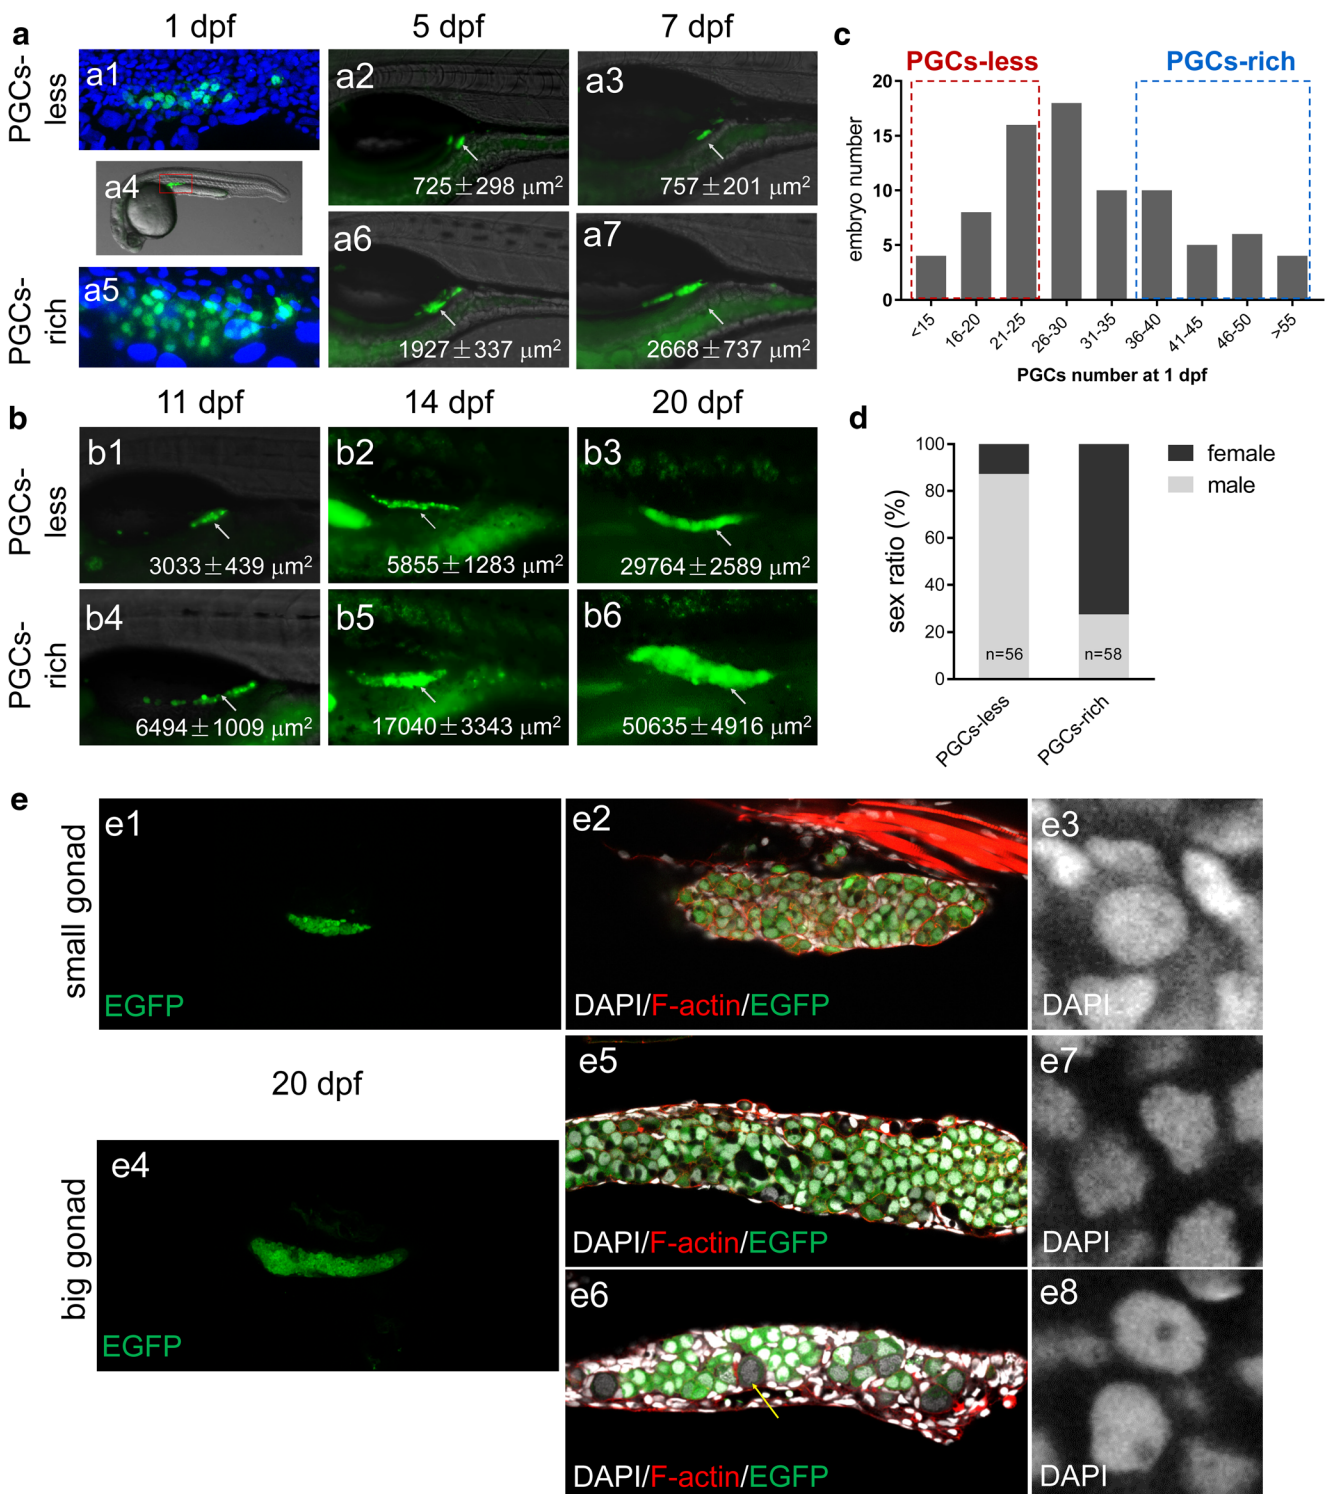 a
1 dpf
5 dpf
7 dpf
PGCs-
less
a1
a2
725±298 μm²
a3
757±201 μm²
a4
PGCs-
rich
a5
a6
1927±337 μm²
a7
2668±737 μm²
b
11 dpf
14 dpf
20 dpf
PGCs-
less
b1
3033±439 μm²
b2
5855±1283 μm²
b3
29764±2589 μm²
PGCs-
rich
b4
6494±1009 μm²
b5
17040±3343 μm²
b6
50635±4916 μm²
c
PGCs-less
PGCs-rich
embryo number
20
15
10
5
0
<15
16-20
21-25
26-30
31-35
36-40
41-45
46-50
>55
PGCs number at 1 dpf
d
sex ratio (%)
100
80
60
40
20
0
n=56
n=58
PGCs-less
PGCs-rich
female
male
e
small gonad
e1
EGFP
e2
DAPI/F-actin/EGFP
e3
DAPI
20 dpf
big gonad
e4
EGFP
e5
DAPI/F-actin/EGFP
e7
DAPI
e6
DAPI/F-actin/EGFP
e8
DAPI